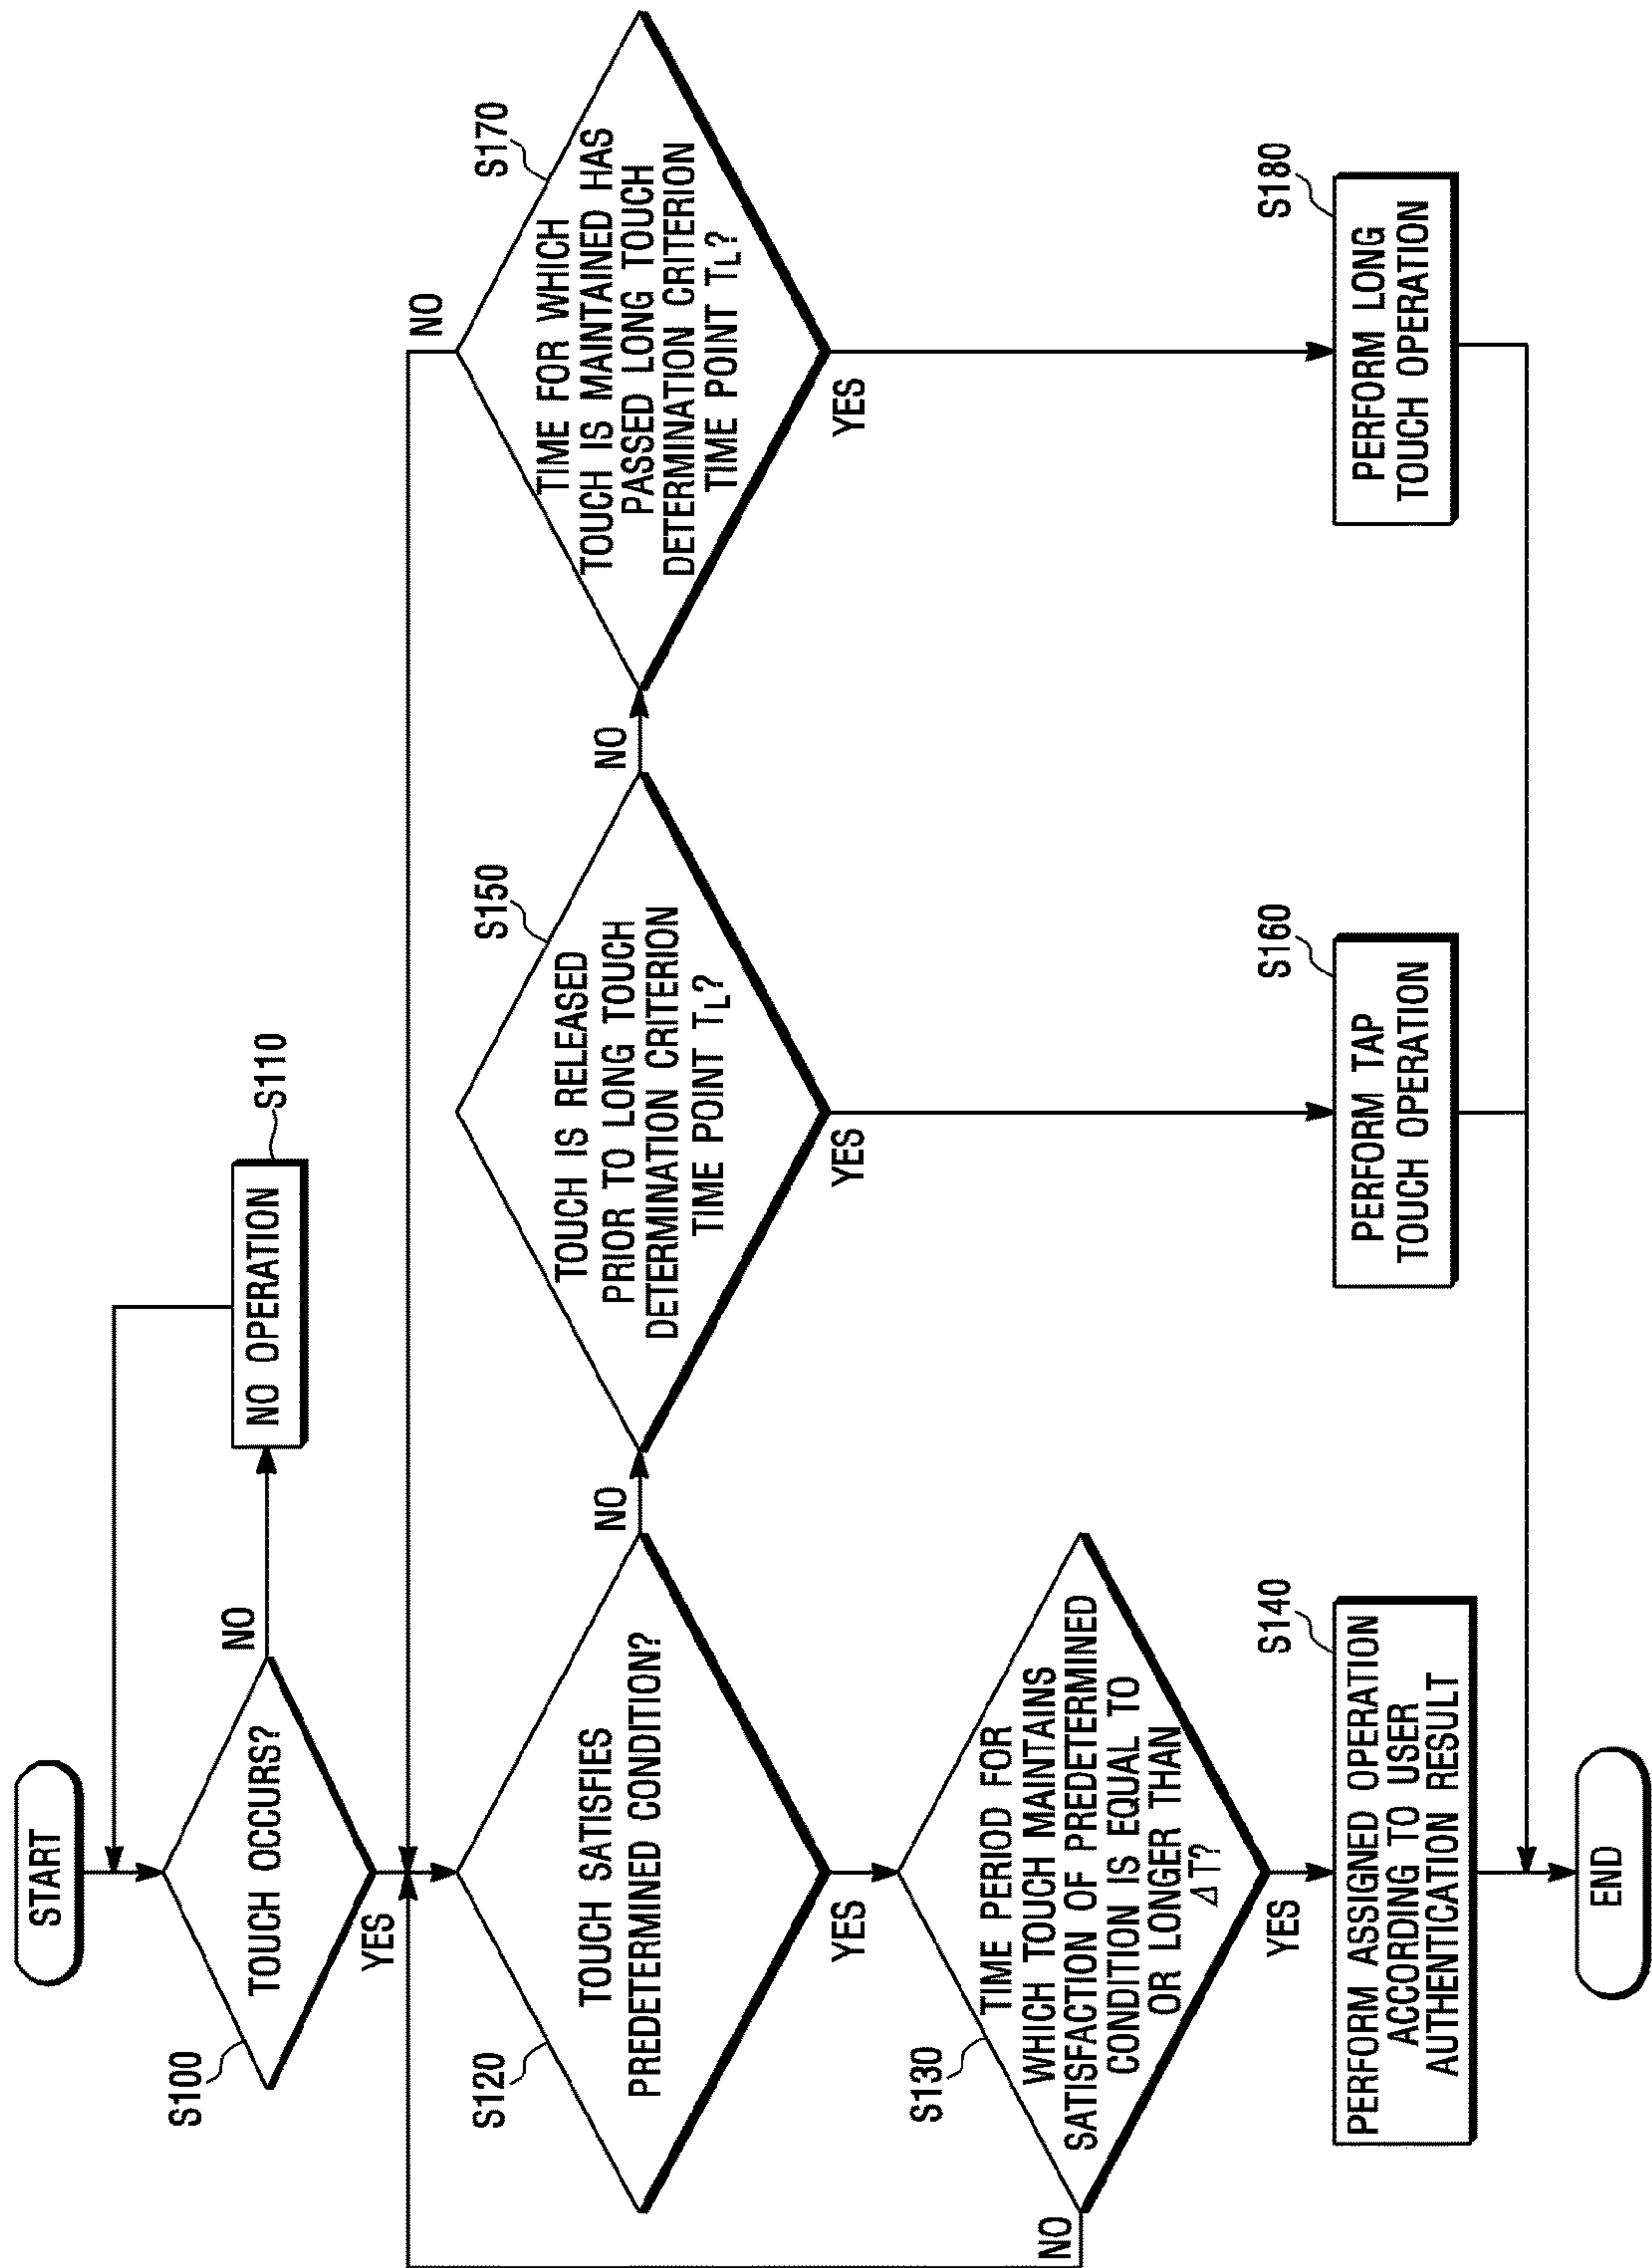 START
S100
TOUCH OCCURS?
NO
NO OPERATION
S110
YES
S120
TOUCH SATISFIES
PREDETERMINED CONDITION?
NO
S150
TOUCH IS RELEASED
PRIOR TO LONG TOUCH
DETERMINATION CRITERION
TIME POINT TL?
NO
S170
TIME FOR WHICH
TOUCH IS MAINTAINED HAS
PASSED LONG TOUCH
DETERMINATION CRITERION
TIME POINT TL?
NO
YES
YES
YES
S130
TIME PERIOD FOR
WHICH TOUCH MAINTAINS
SATISFACTION OF PREDETERMINED
CONDITION IS EQUAL TO
OR LONGER THAN
ΔT?
NO
YES
S140
PERFORM ASSIGNED OPERATION
ACCORDING TO USER
AUTHENTICATION RESULT
S160
PERFORM TAP
TOUCH OPERATION
S180
PERFORM LONG
TOUCH OPERATION
END